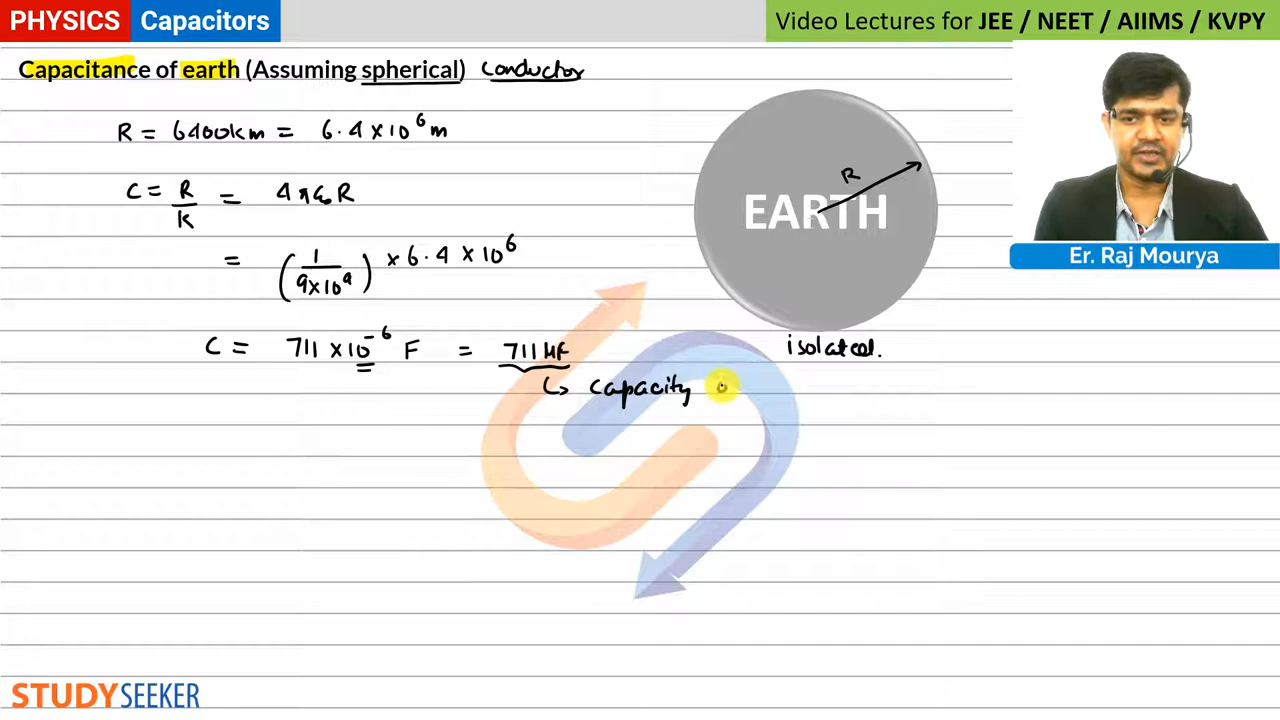 PHYSICS Capacitors
Video Lectures for JEE / NEET / AIIMS / KVPY
Capacitance of earth (Assuming spherical) conductor
R = 6400km = 6.4 × 10⁶ m
C = R/K = 4πε₀R
= (1/9×10⁹) × 6.4 × 10⁶
C = 711 × 10⁻⁶ F = 711 μF
↳ capacity
R
EARTH
isolated.
Er. Raj Mourya
STUDYSEEKER